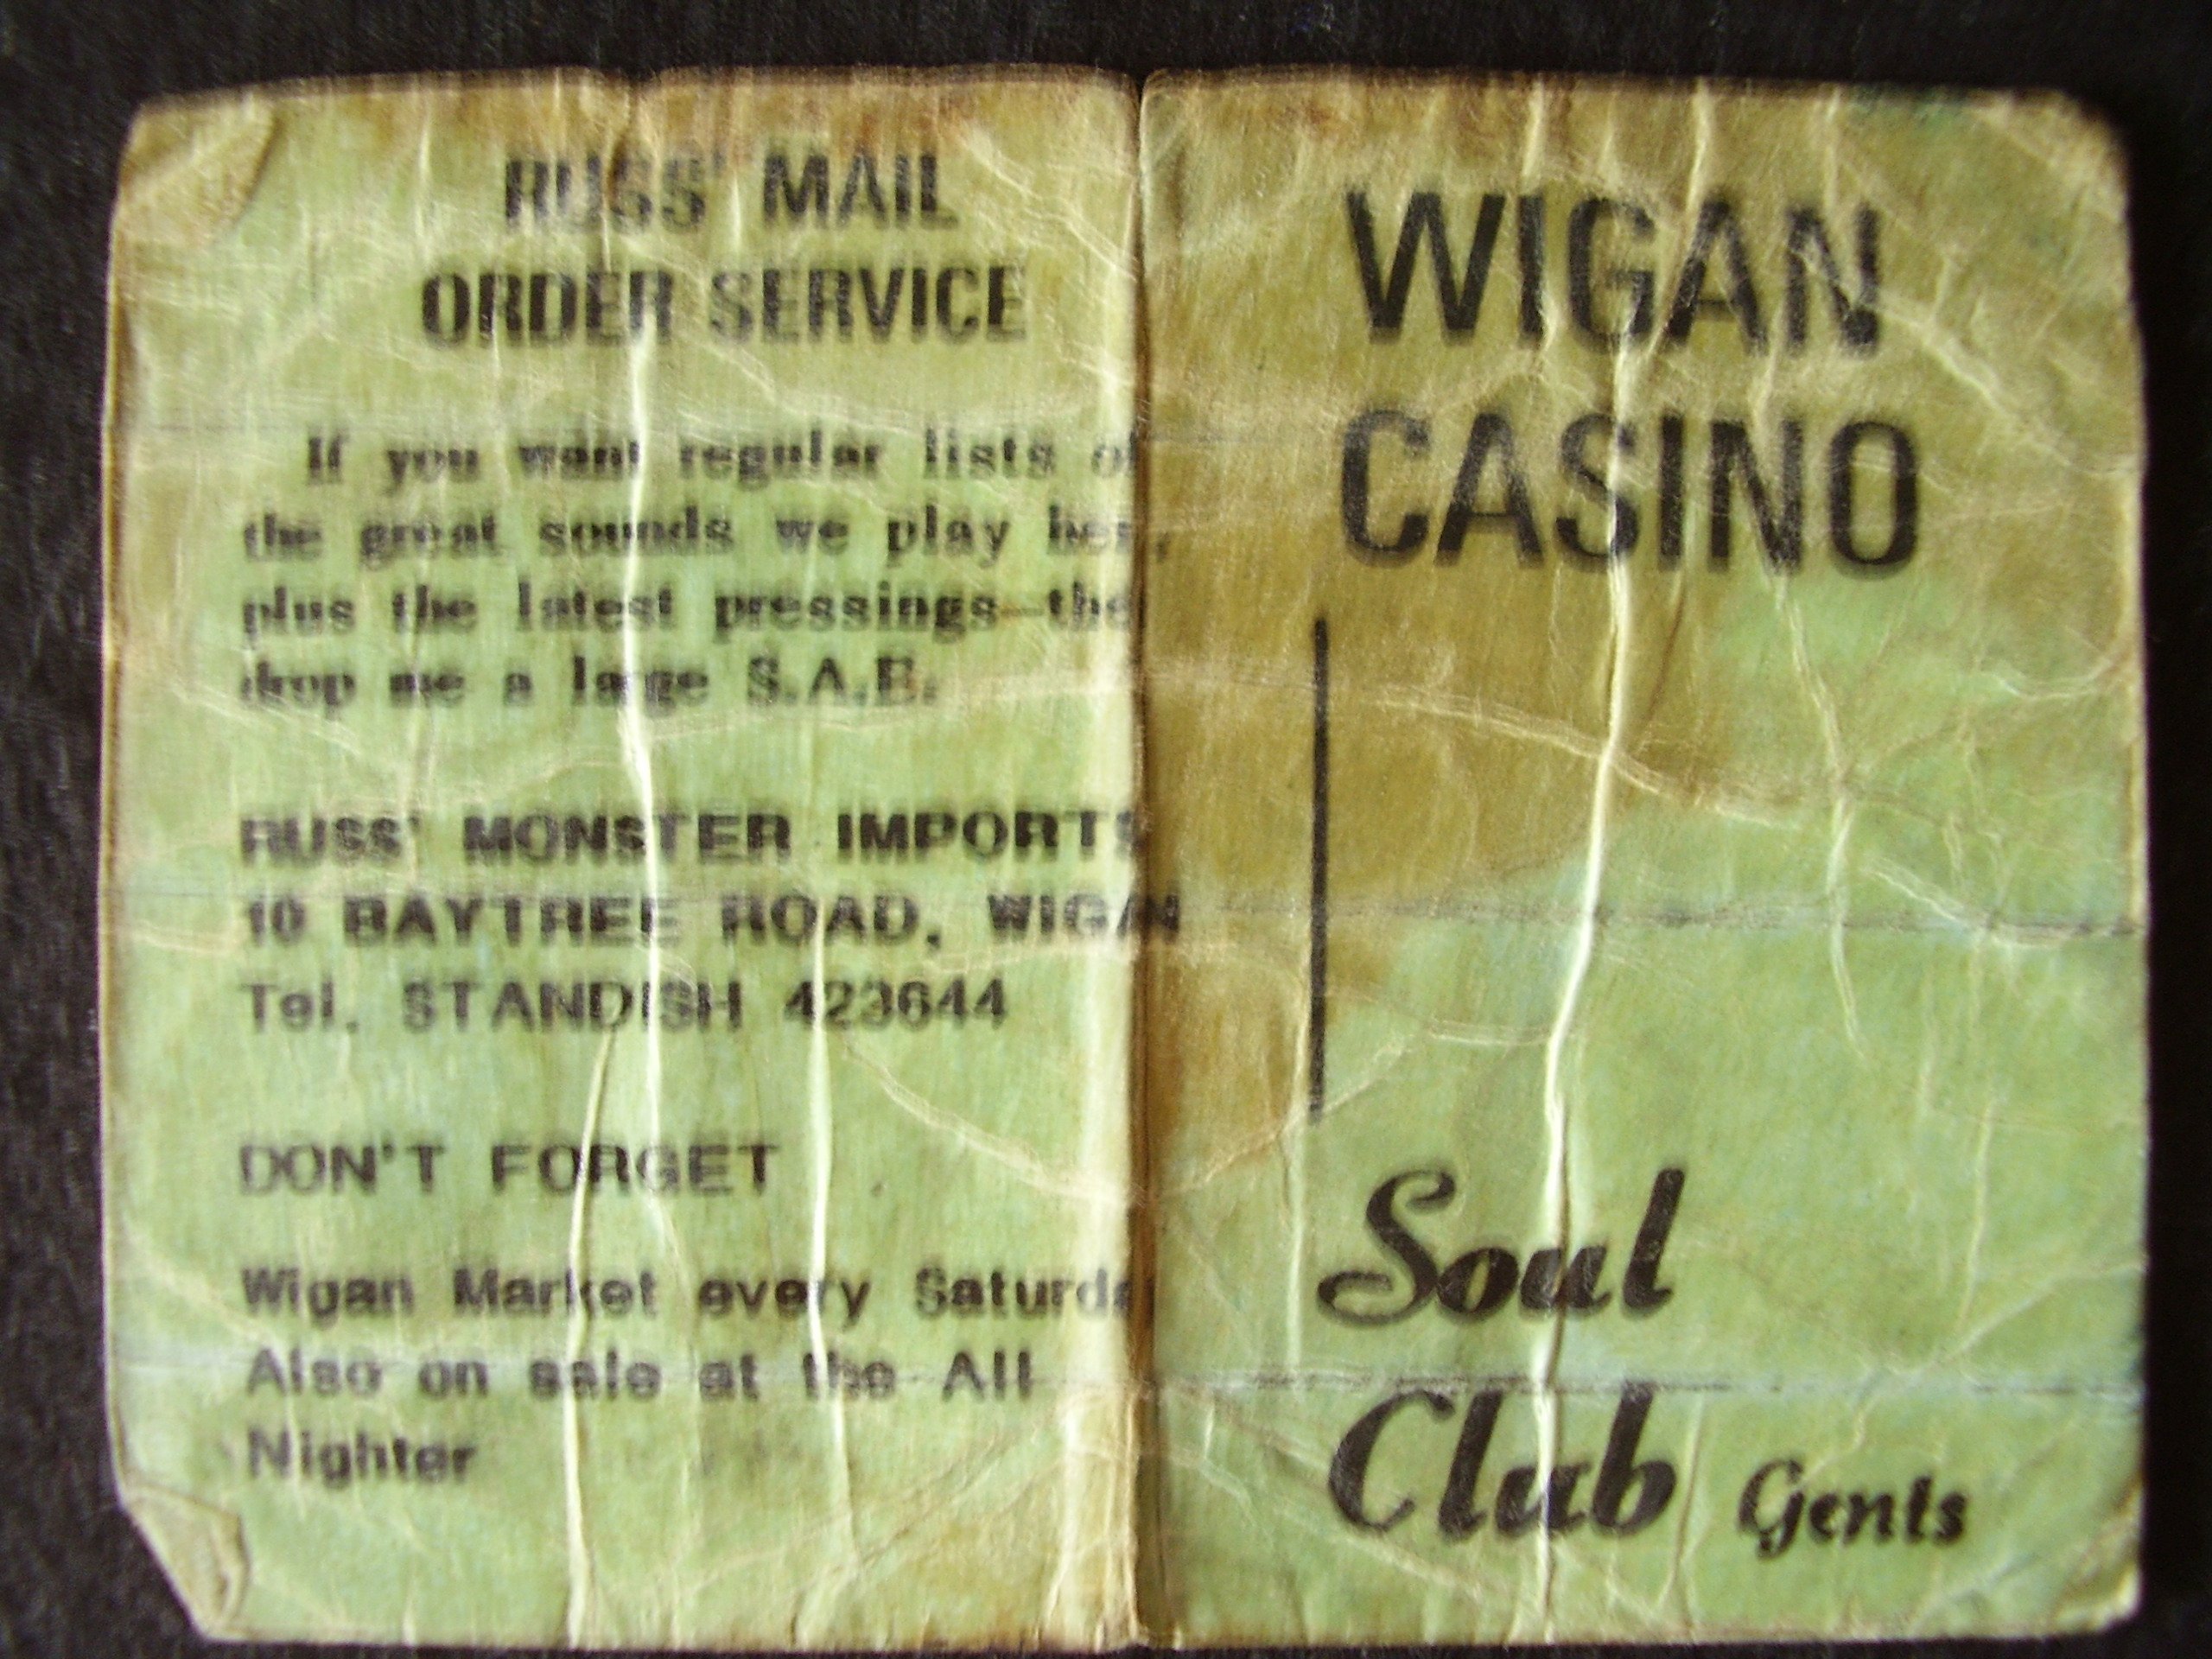 RUSS' MAIL
ORDER SERVICE
If you want regular lists of
the great sounds we play here,
plus the latest pressings—then
drop me a large S.A.E.
RUSS' MONSTER IMPORTS
10 BAYTREE ROAD, WIGAN
Tel. STANDISH 423644
DON'T FORGET
Wigan Market every Saturday
Also on sale at the All
Nighter
WIGAN
CASINO
Soul
Club Gents